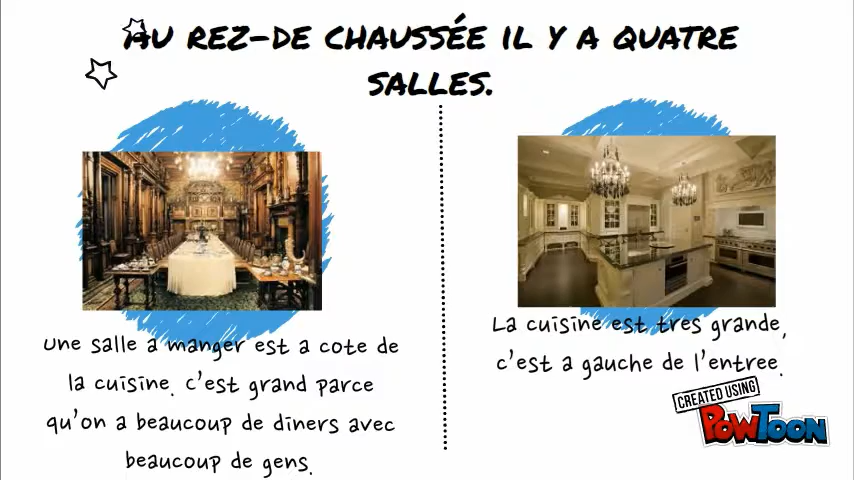 AU REZ-DE CHAUSSÉE IL Y A QUATRE
SALLES.
Une salle a manger est a cote de
la cuisine. C'est grand parce
qu'on a beaucoup de diners avec
beaucoup de gens.
La cuisine est tres grande,
c'est a gauche de l'entree.
CREATED USING
POWTOON